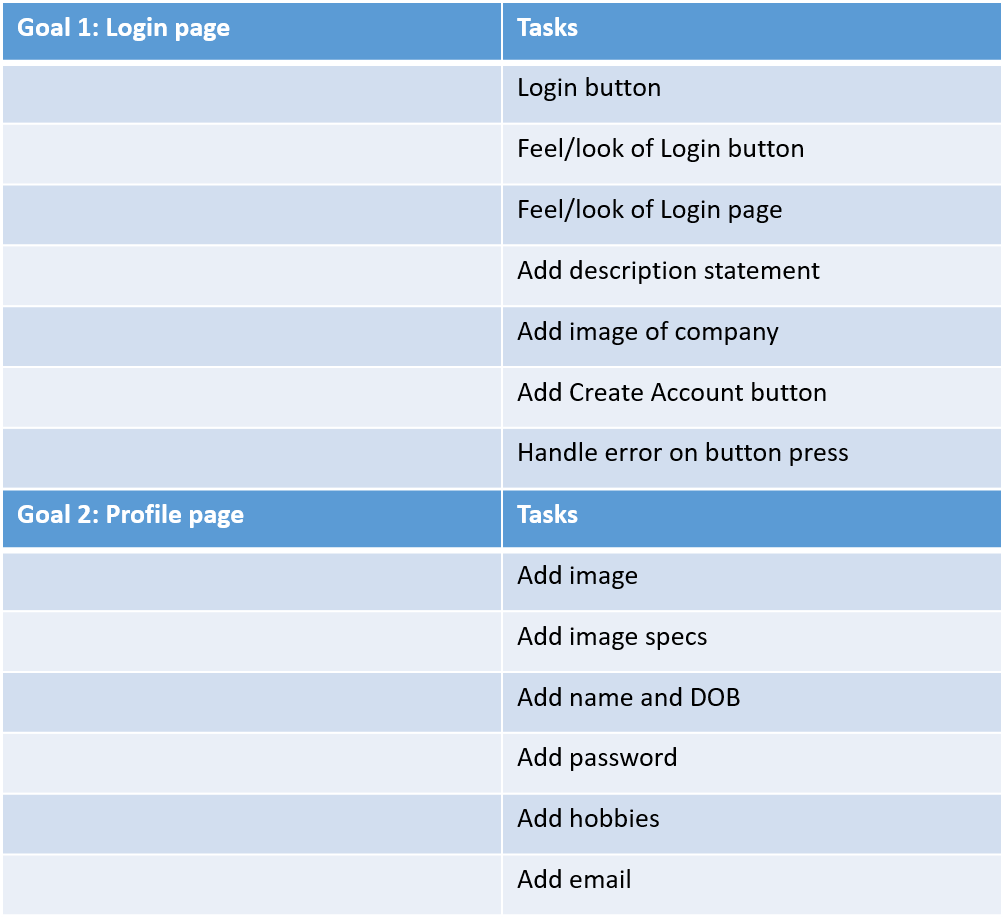 Goal 1: Login page Tasks
Login button
Feel/look of Login button
Feel/look of Login page
Add description statement
Add image of company
Add Create Account button
Handle error on button press
Goal 2: Profile page Tasks
Add image
Add image specs
Add name and DOB
Add password
Add hobbies
Add email